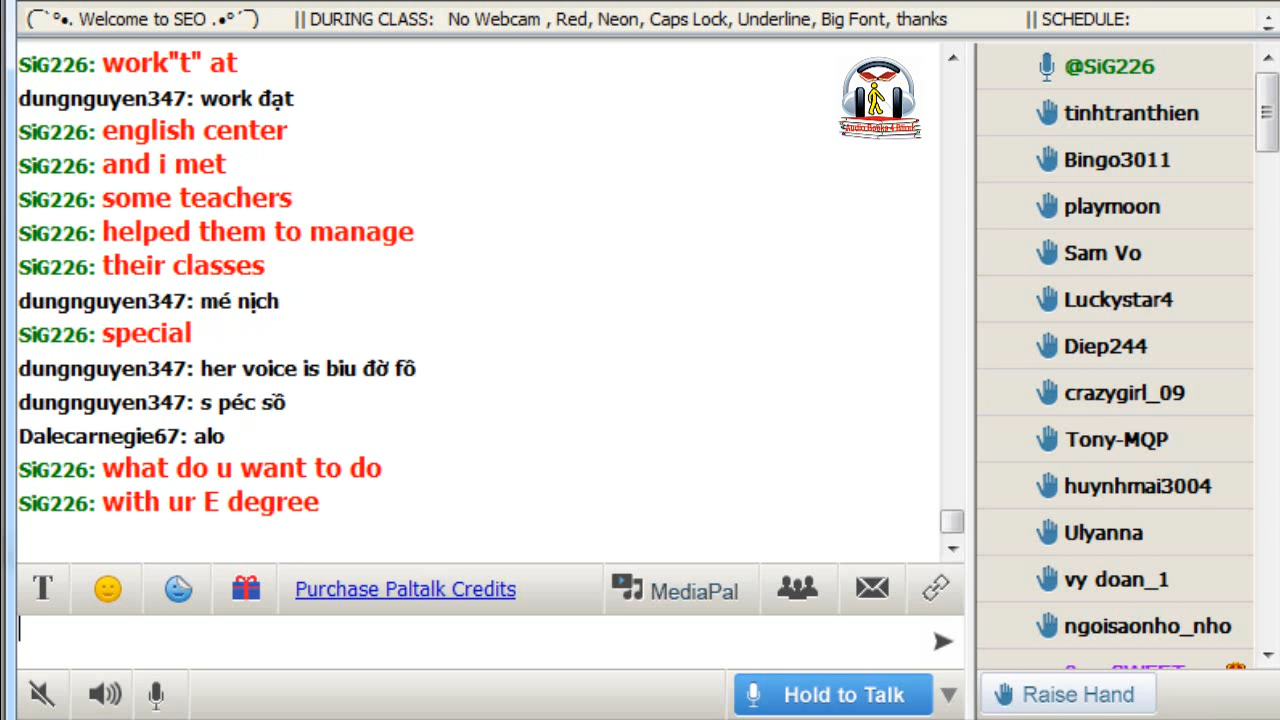 (¯`°•. Welcome to SEO .•°´¯) || DURING CLASS: No Webcam , Red, Neon, Caps Lock, Underline, Big Font, thanks || SCHEDULE:
SiG226: work"t" at
dungnguyen347: work đạt
SiG226: english center
SiG226: and i met
SiG226: some teachers
SiG226: helped them to manage
SiG226: their classes
dungnguyen347: mé nịch
SiG226: special
dungnguyen347: her voice is biu đờ fô
dungnguyen347: s péc sồ
Dalecarnegie67: alo
SiG226: what do u want to do
SiG226: with ur E degree
T
Purchase Paltalk Credits
MediaPal
Hold to Talk
@SiG226
tinhtranthien
Bingo3011
playmoon
Sam Vo
Luckystar4
Diep244
crazygirl_09
Tony-MQP
huynhmai3004
Ulyanna
vy doan_1
ngoisaonho_nho
Raise Hand